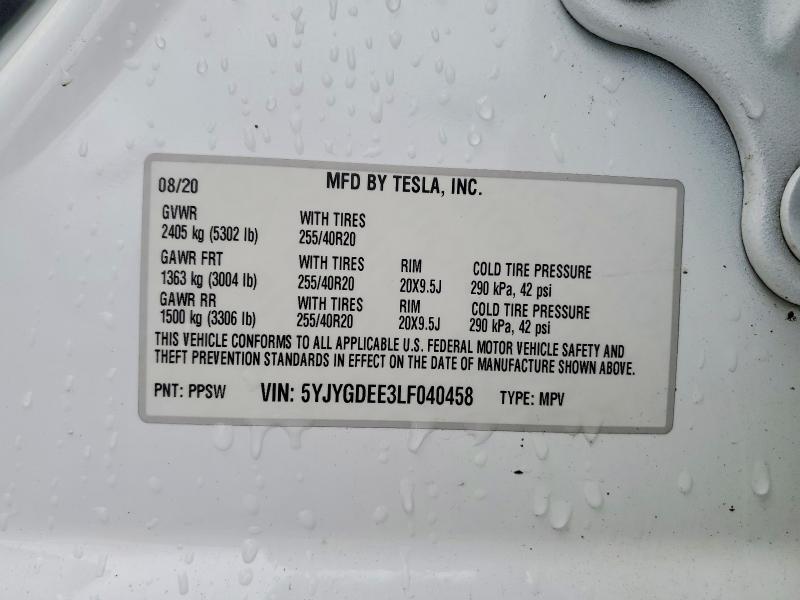 08/20 MFD BY TESLA, INC.
GVWR WITH TIRES
2405 kg (5302 lb) 255/40R20
GAWR FRT WITH TIRES RIM COLD TIRE PRESSURE
1363 kg (3004 lb) 255/40R20 20X9.5J 290 kPa, 42 psi
GAWR RR WITH TIRES RIM COLD TIRE PRESSURE
1500 kg (3306 lb) 255/40R20 20X9.5J 290 kPa, 42 psi
THIS VEHICLE CONFORMS TO ALL APPLICABLE U.S. FEDERAL MOTOR VEHICLE SAFETY AND
THEFT PREVENTION STANDARDS IN EFFECT ON THE DATE OF MANUFACTURE SHOWN ABOVE.
PNT: PPSW VIN: 5YJYGDEE3LF040458 TYPE: MPV